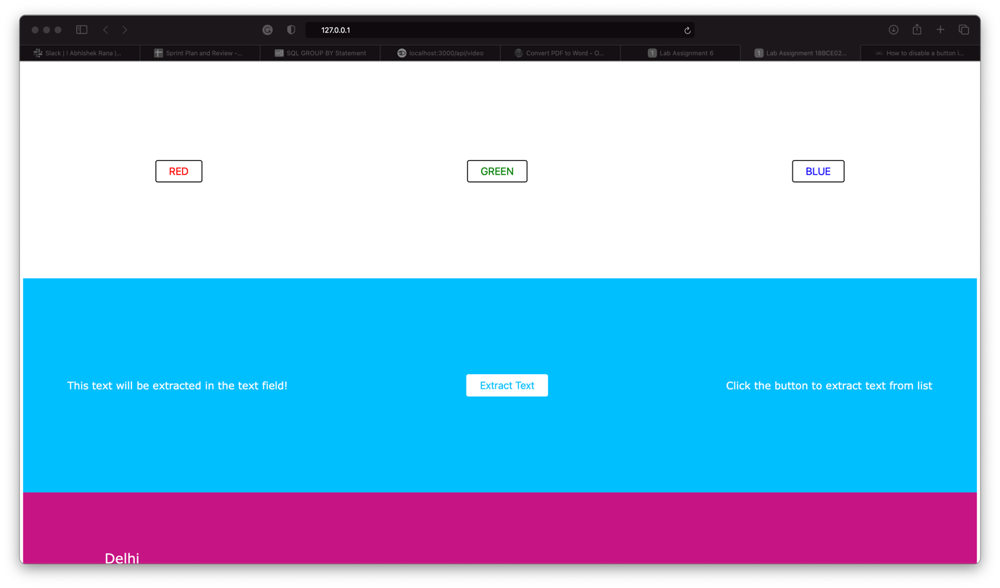 127.0.0.1
Slack | ! Abhishek Rana |...
Sprint Plan and Review -...
SQL GROUP BY Statement
localhost:3000/api/video
Convert PDF to Word - O...
1 Lab Assignment 6
1 Lab Assignment 18BCE02...
How to disable a button i...
RED
GREEN
BLUE
This text will be extracted in the text field!
Extract Text
Click the button to extract text from list
Delhi